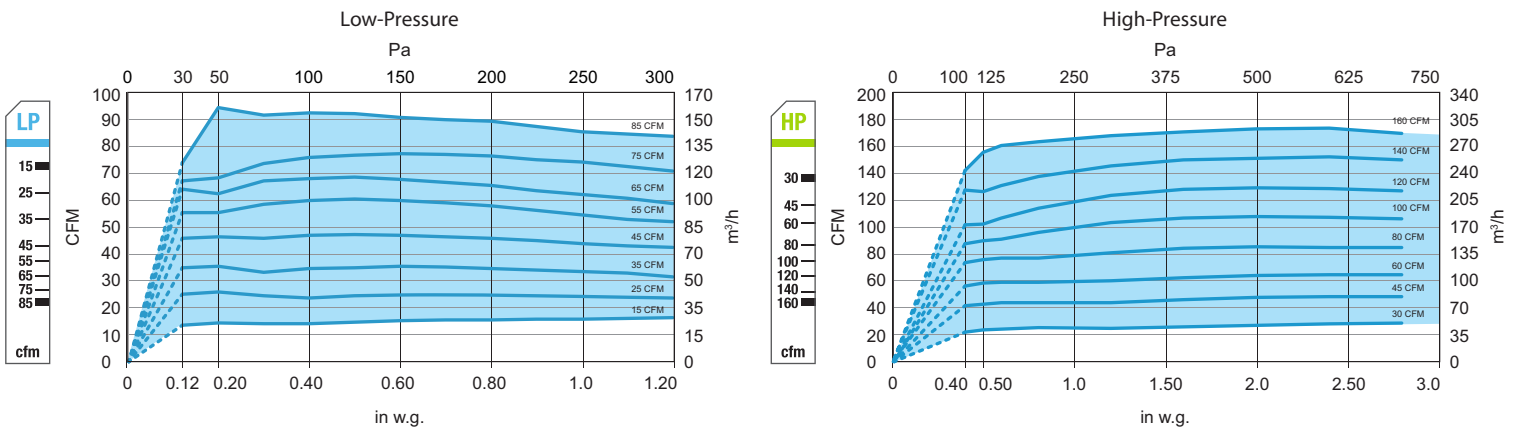 Low-Pressure
Pa
0 30 50 100 150 200 250 300
LP
15
25
35
45
55
65
75
85
cfm
CFM
100
90
80
70
60
50
40
30
20
10
0
85 CFM
75 CFM
65 CFM
55 CFM
45 CFM
35 CFM
25 CFM
15 CFM
170
150
135
120
100
85
70
50
35
15
0
m³/h
0 0.12 0.20 0.40 0.60 0.80 1.0 1.20
in w.g.
High-Pressure
Pa
0 100 125 250 375 500 625 750
HP
30
45
60
80
100
120
140
160
cfm
CFM
200
180
160
140
120
100
80
60
40
20
0
160 CFM
140 CFM
120 CFM
100 CFM
80 CFM
60 CFM
45 CFM
30 CFM
340
305
270
240
205
170
135
100
70
35
0
m³/h
0 0.40 0.50 1.0 1.50 2.0 2.50 3.0
in w.g.